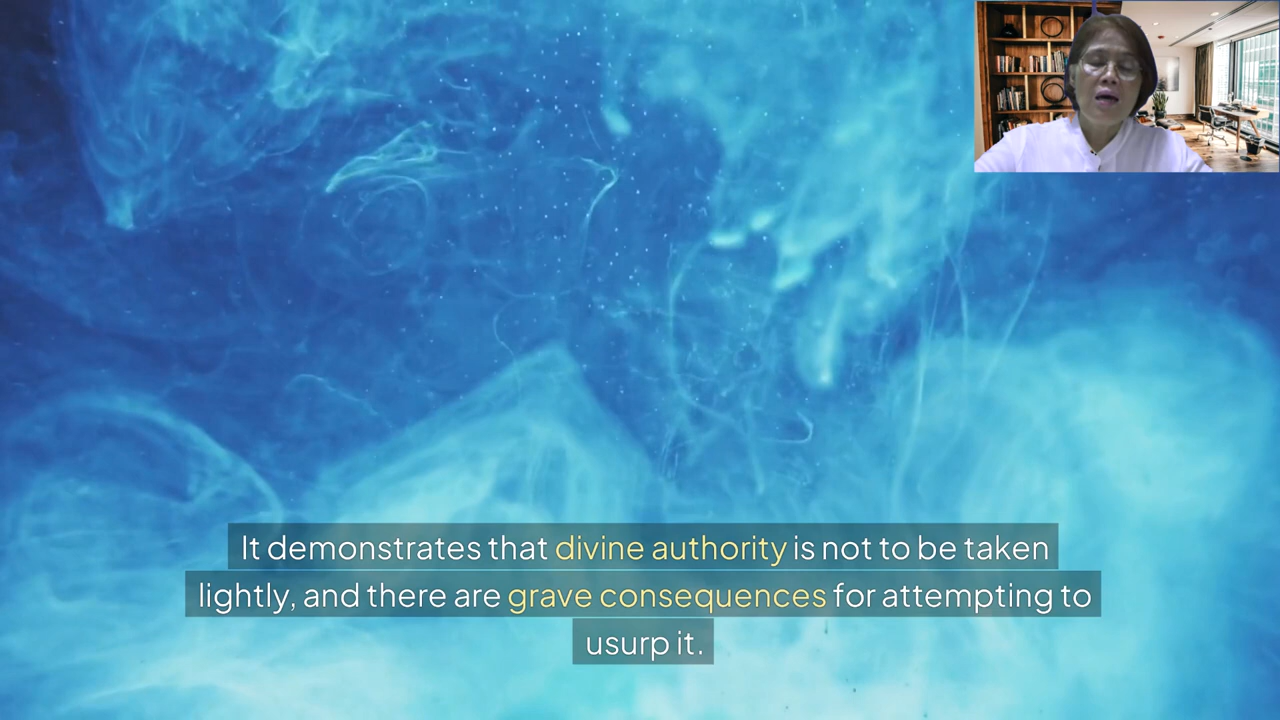 It demonstrates that divine authority is not to be taken
lightly, and there are grave consequences for attempting to
usurp it.